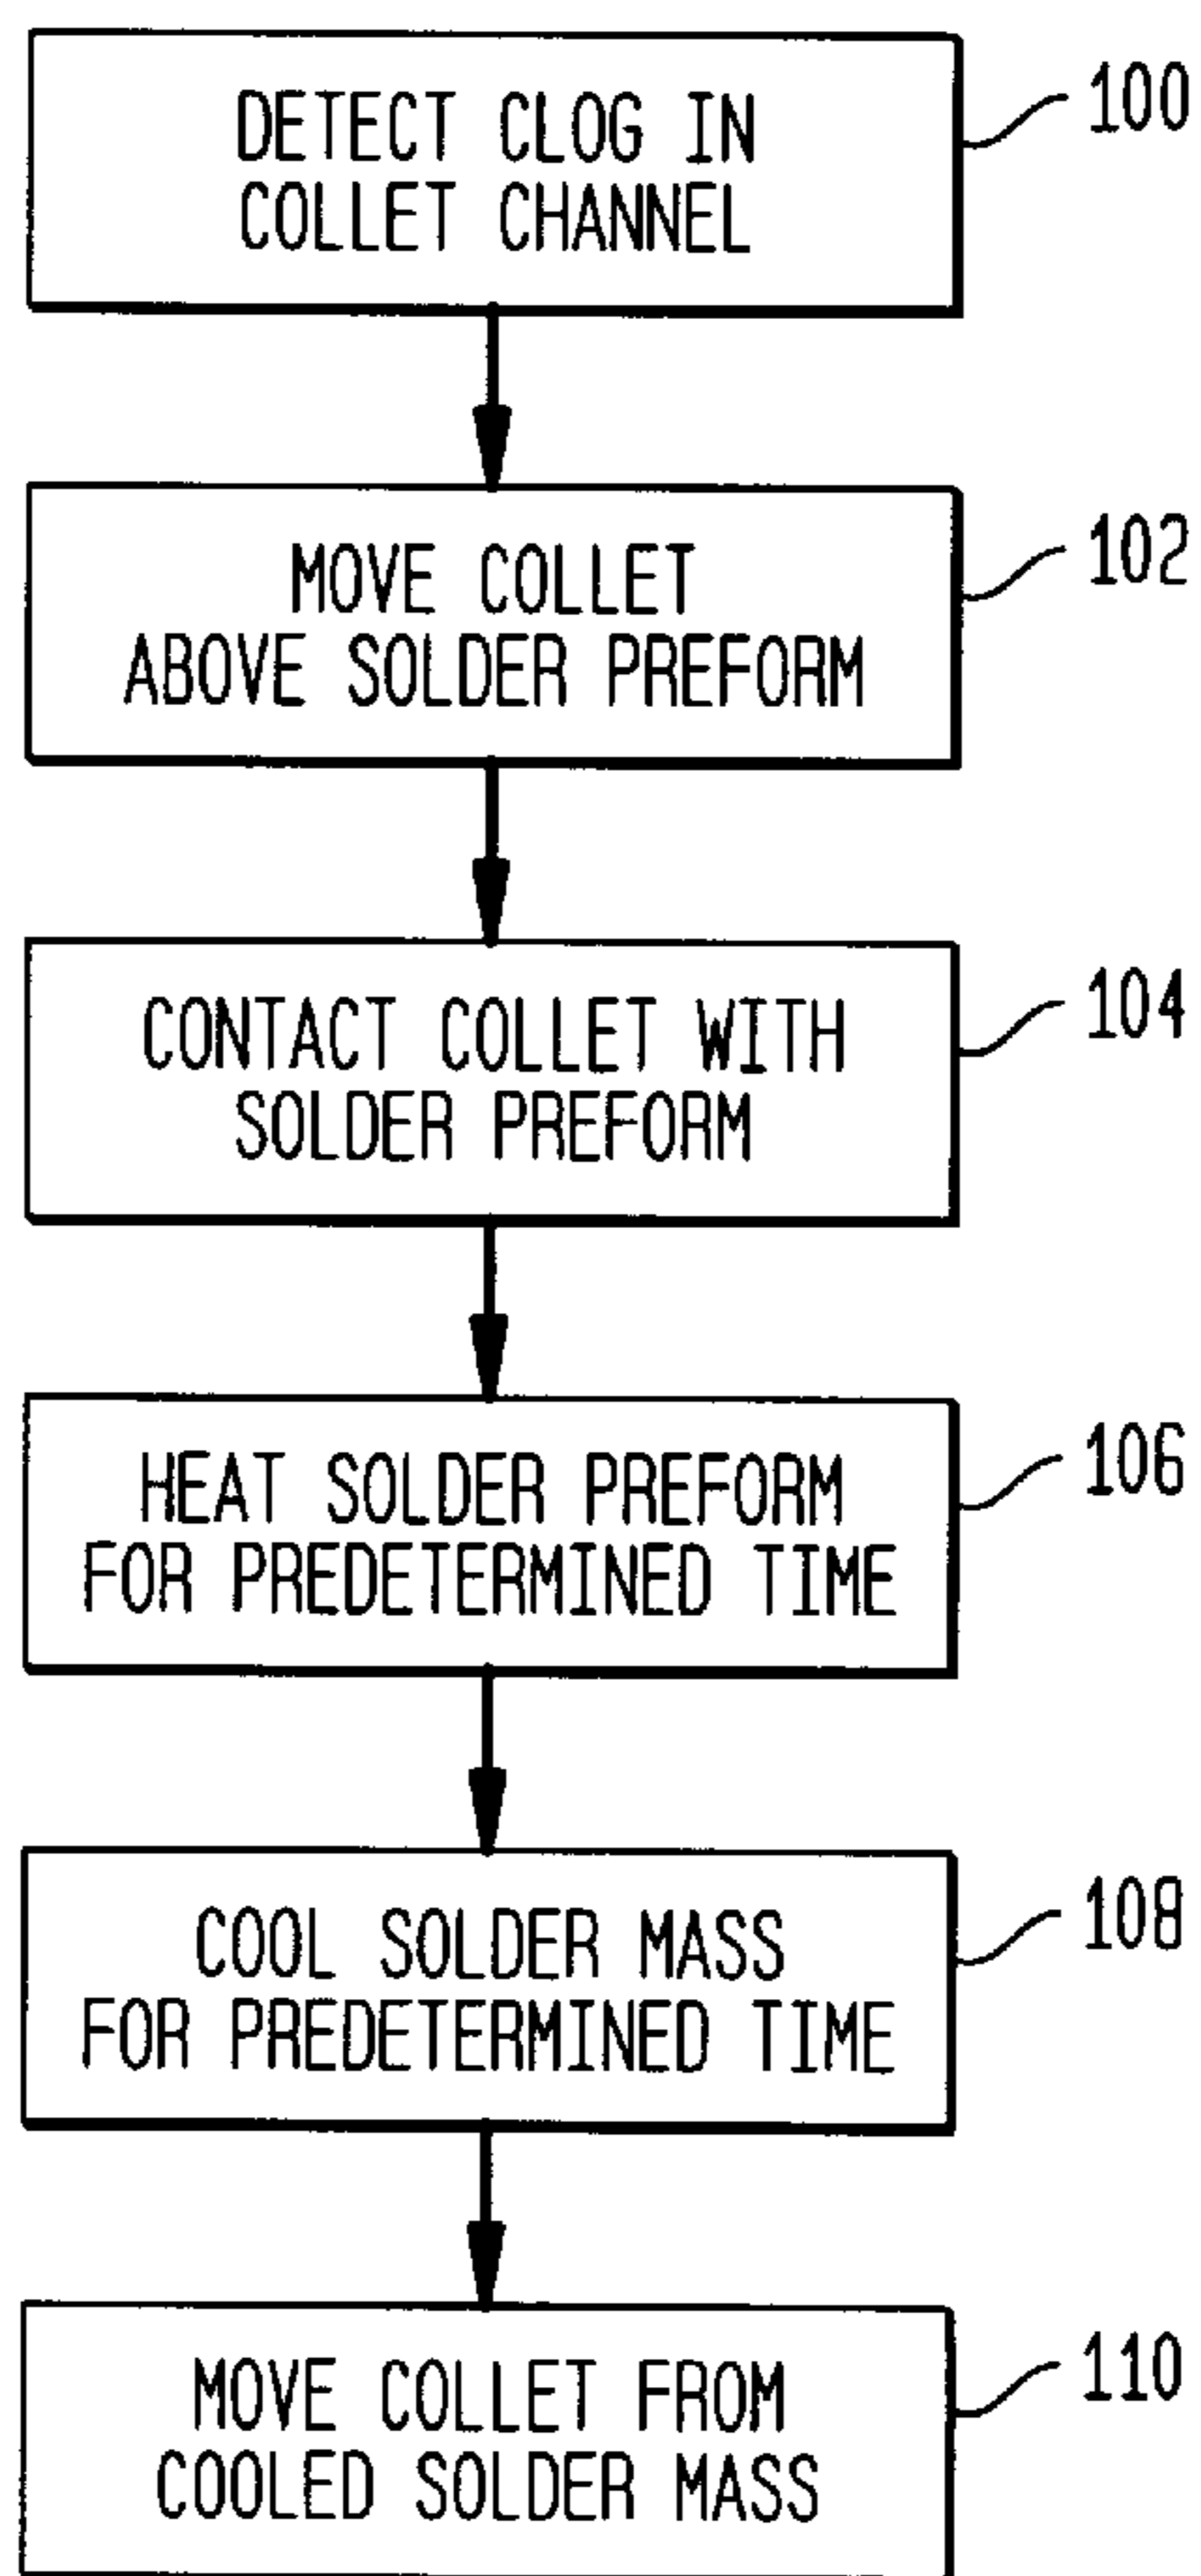 DETECT CLOG IN
COLLET CHANNEL
100
MOVE COLLET
ABOVE SOLDER PREFORM
102
CONTACT COLLET WITH
SOLDER PREFORM
104
HEAT SOLDER PREFORM
FOR PREDETERMINED TIME
106
COOL SOLDER MASS
FOR PREDETERMINED TIME
108
MOVE COLLET FROM
COOLED SOLDER MASS
110